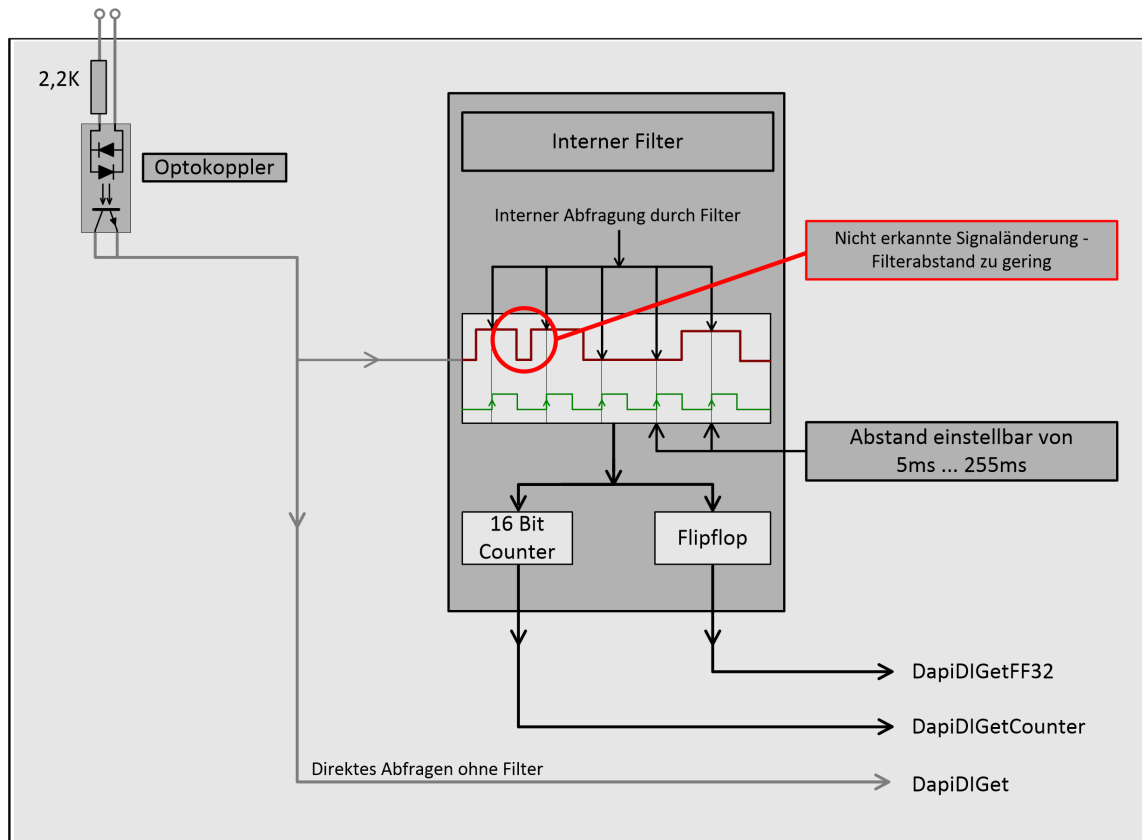 2,2K
Optokoppler
Interner Filter
Interner Abfragung durch Filter
Nicht erkannte Signaländerung -
Filterabstand zu gering
Abstand einstellbar von
5ms ... 255ms
16 Bit
Counter
Flipflop
DapiDIGetFF32
DapiDIGetCounter
Direktes Abfragen ohne Filter
DapiDIGet